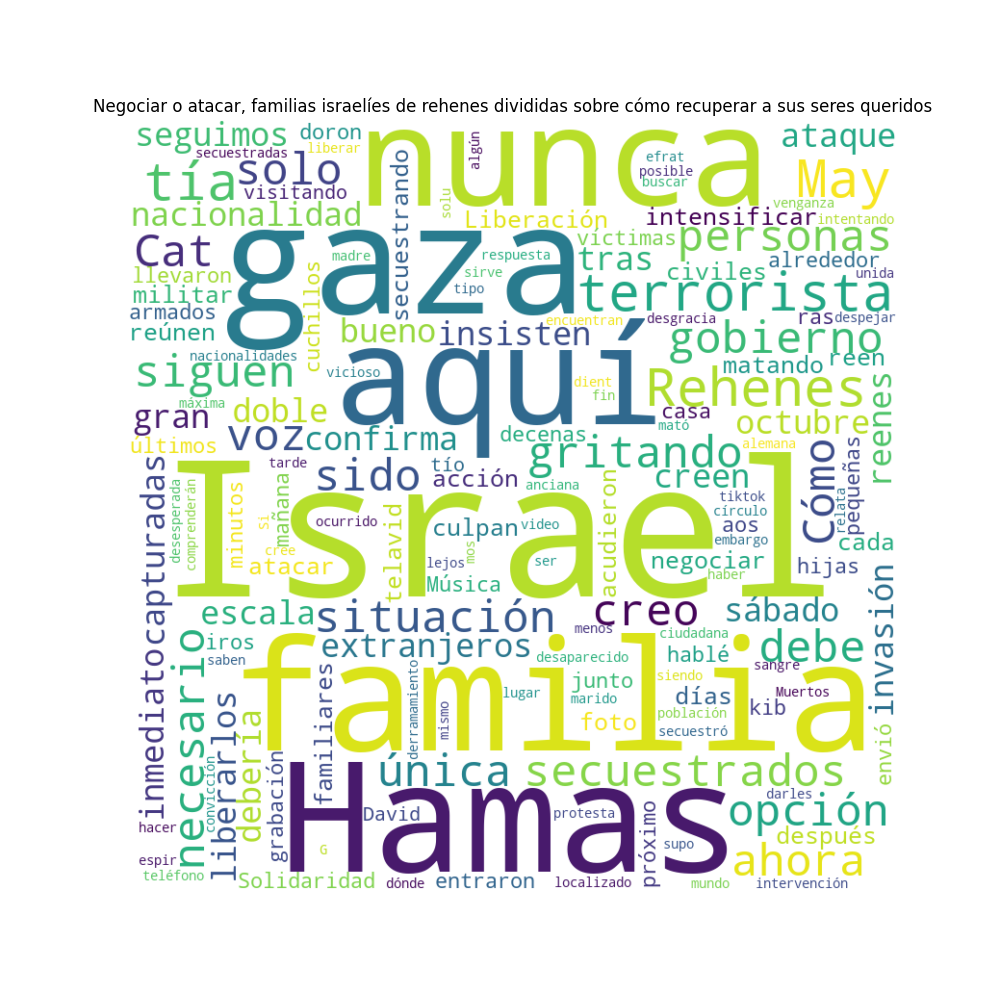 Negociar o atacar, familias israelíes de rehenes divididas sobre cómo recuperar a sus seres queridos
seguimos
doron
nunca
ataque
secuestradas
liberar
algún
efrat
posible
buscar
tía
solo
visitando
May
nacionalidad
secuestrando
solu
Liberación
intensificar
venganza
intentando
Cat
gaza
madre
respuesta
sirve
tipo
víctimas
personas
tras
civiles
alrededor
unida
llevaron
militar
armados
reúnen
cuchillos
terrorista
bueno
insisten
encuentran
desgracia
ras
despejar
gobierno
nacionalidades
siguen
vicioso
aquí
dient
fin
matando
reen
Rehenes
reenes
máxima
gran
doble
casa
mató
octubre
últimos
voz
confirma
decenas
gritando
alemana
Cómo
pequeñas
inmediato
capturadas
tarde
sido
tío
acción
anciana
creen
desesperada
comprenderán
minutos
mañana
ocurrido
Israel
tiktok
círculo
relata
sí
cree
telavid
culpan
video
acudieron
aos
embargo
cada
atacar
lejos
mos
ser
negociar
haber
hijas
Música
escala
situación
creo
sábado
invasión
iros
saben
extranjeros
menos
ciudadana
debe
necesario
desaparecido
hablé
sangre
familia
liberarlos
debería
familiares
derramamiento
mismo
lugar
junto
marido
siendo
días
Muertos
foto
población
kib
secuestró
envió
convicción
grabación
única
secuestrados
Hamas
hacer
David
protesta
próximo
darles
opción
después
espir
G
supo
ahora
teléfono
Solidaridad
dónde
entraron
localizado
mundo
intervención